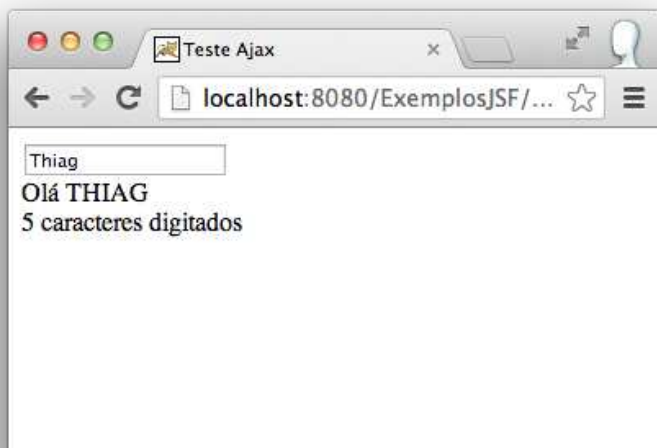 Teste Ajax
localhost:8080/ExemplosJSF/...
Thiag
Olá THIAG
5 caracteres digitados